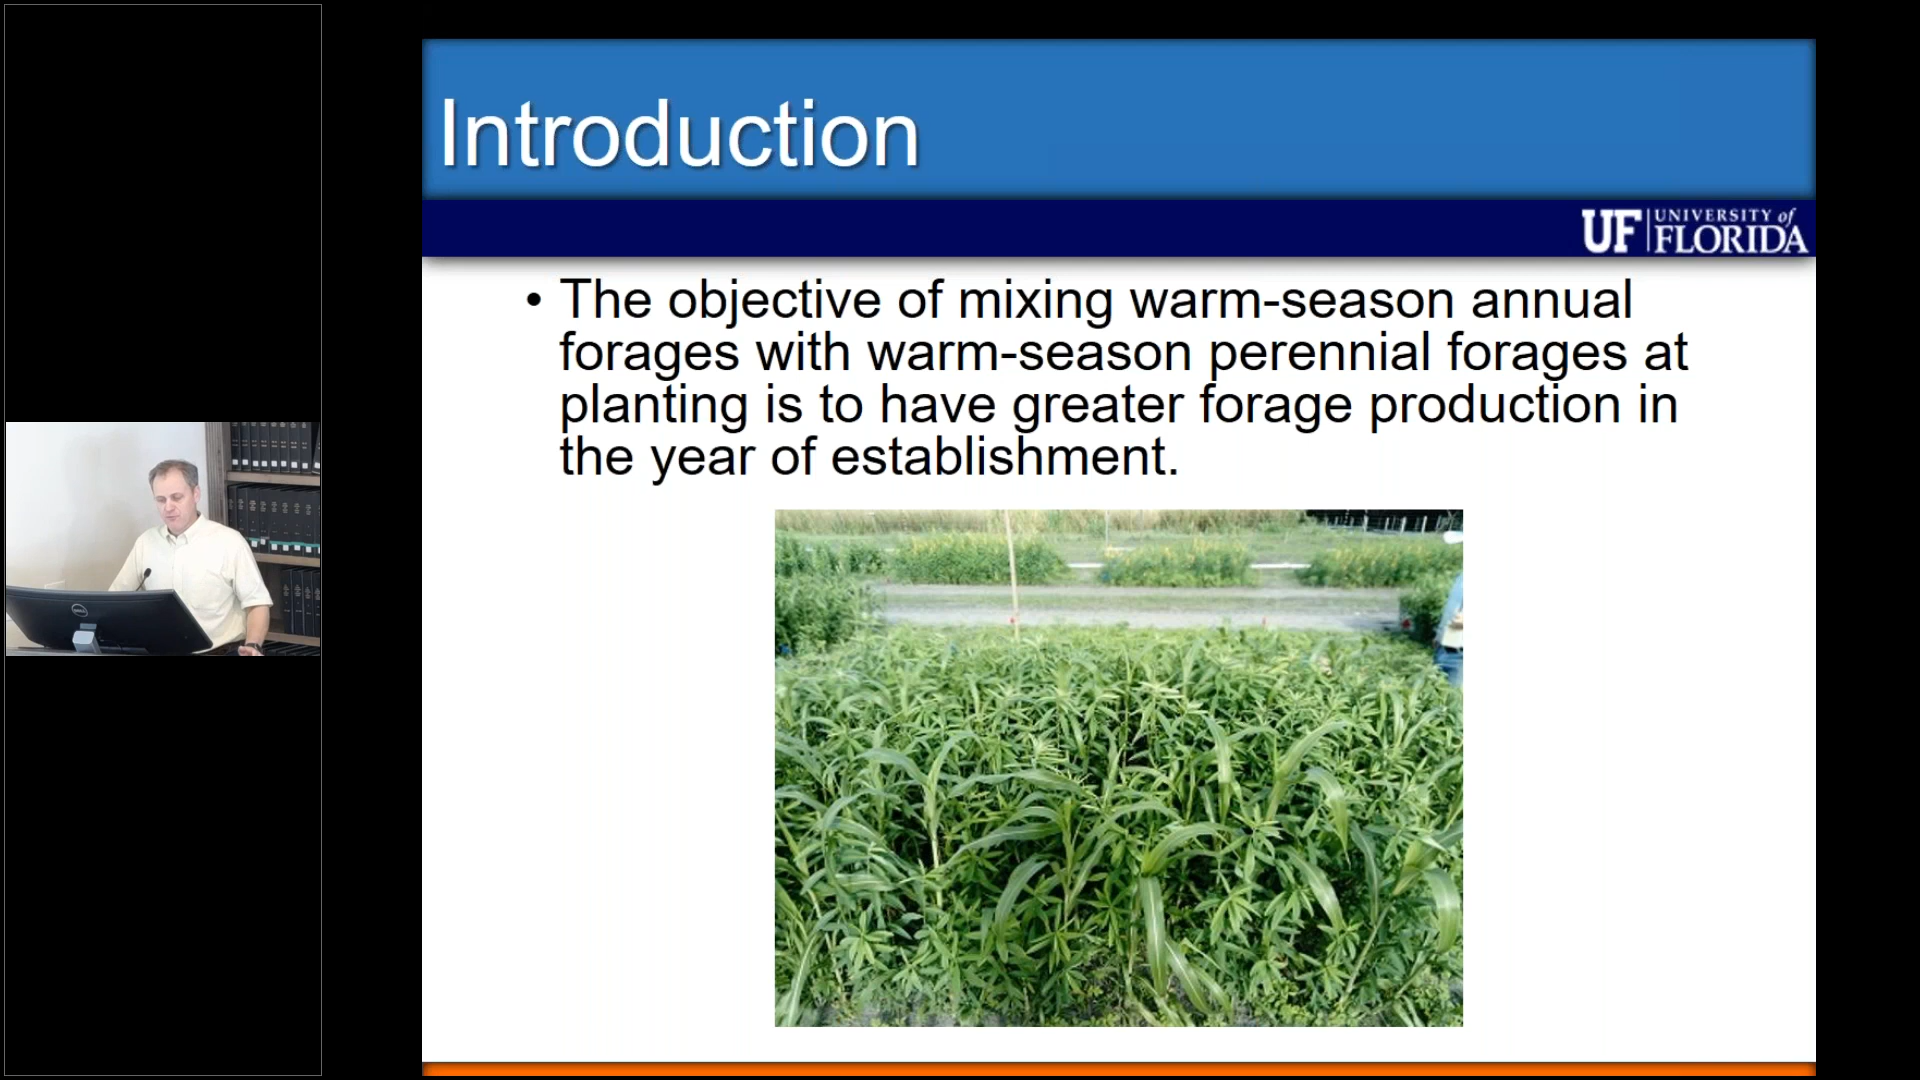 Introduction
UF UNIVERSITY of
FLORIDA
• The objective of mixing warm-season annual
forages with warm-season perennial forages at
planting is to have greater forage production in
the year of establishment.
DELL